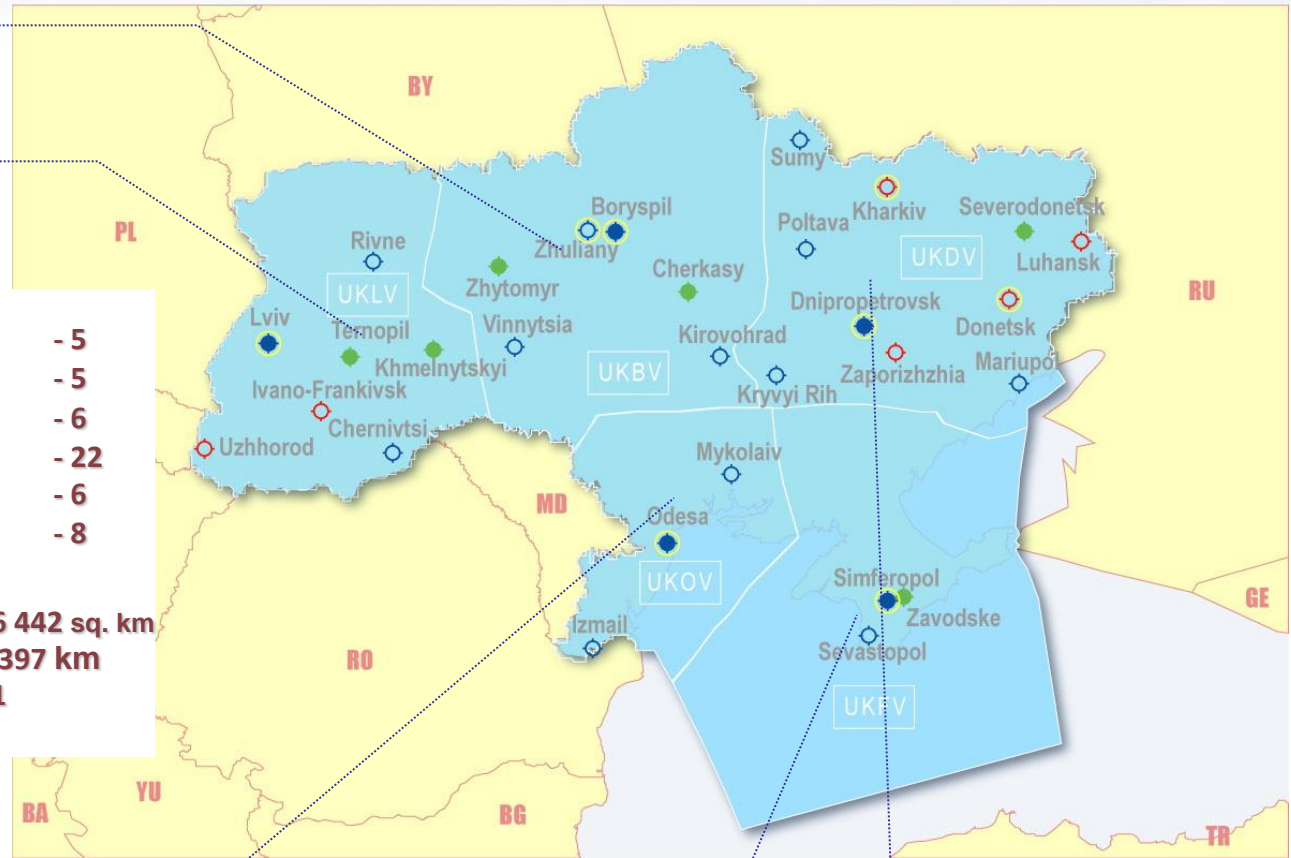 BY
Sumy
Boryspil
Kharkiv
Severodonetsk
PL
Rivne
Zhuliany
Poltava
UKDV
Luhansk
Cherkasy
Zhytomyr
UKLV
Dnipropetrovsk
RU
Lviv
Ternopil
Vinnytsia
Kirovohrad
Donetsk
- 5
Khmelnytskyi
UKBV
Zaporizhzhia
Mariupol
- 5
Ivano-Frankivsk
Kryvyi Rih
- 6
Chernivtsi
Uzhhorod
- 22
Mykolaiv
- 6
MD
Odesa
- 8
UKOV
Simferopol
GE
6 442 sq. km
Izmail
Zavodske
397 km
RO
Sevastopol
1
UKFV
YU
BA
BG
TR